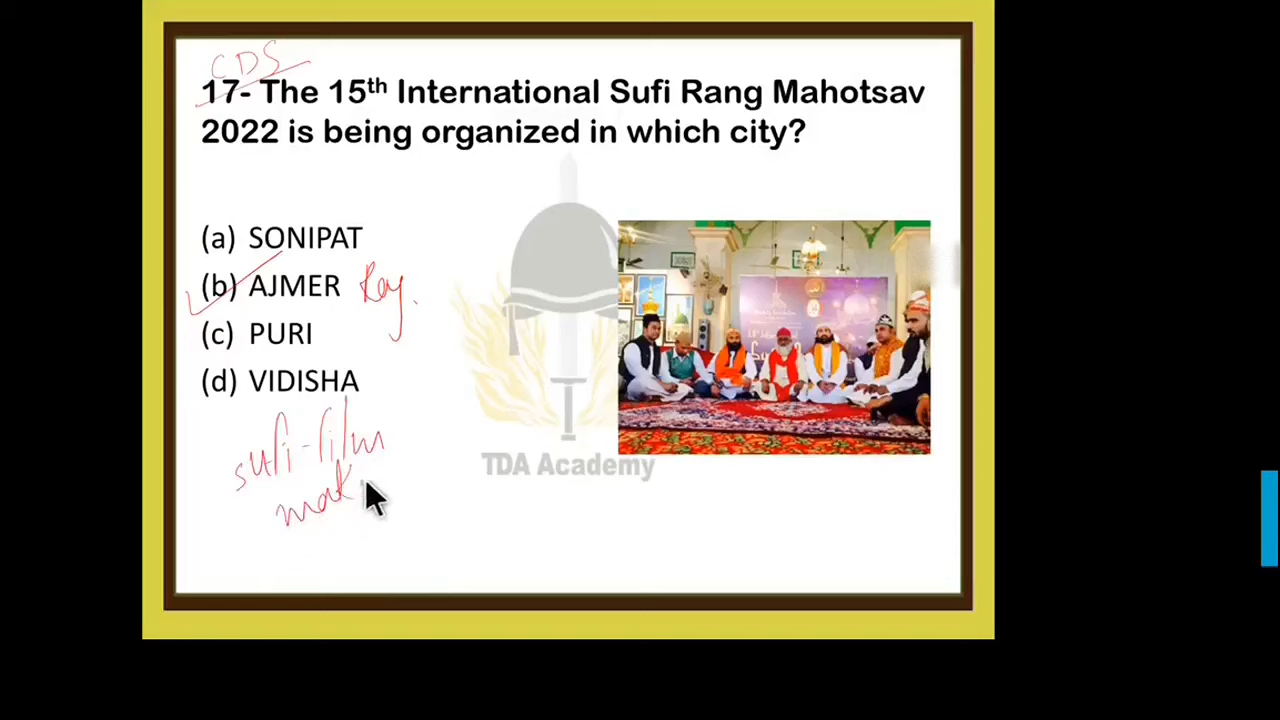 CDS
17- The 15th International Sufi Rang Mahotsav
2022 is being organized in which city?
(a) SONIPAT
(b) AJMER Raj.
(c) PURI
(d) VIDISHA
sufi-film
mak
TDA Academy